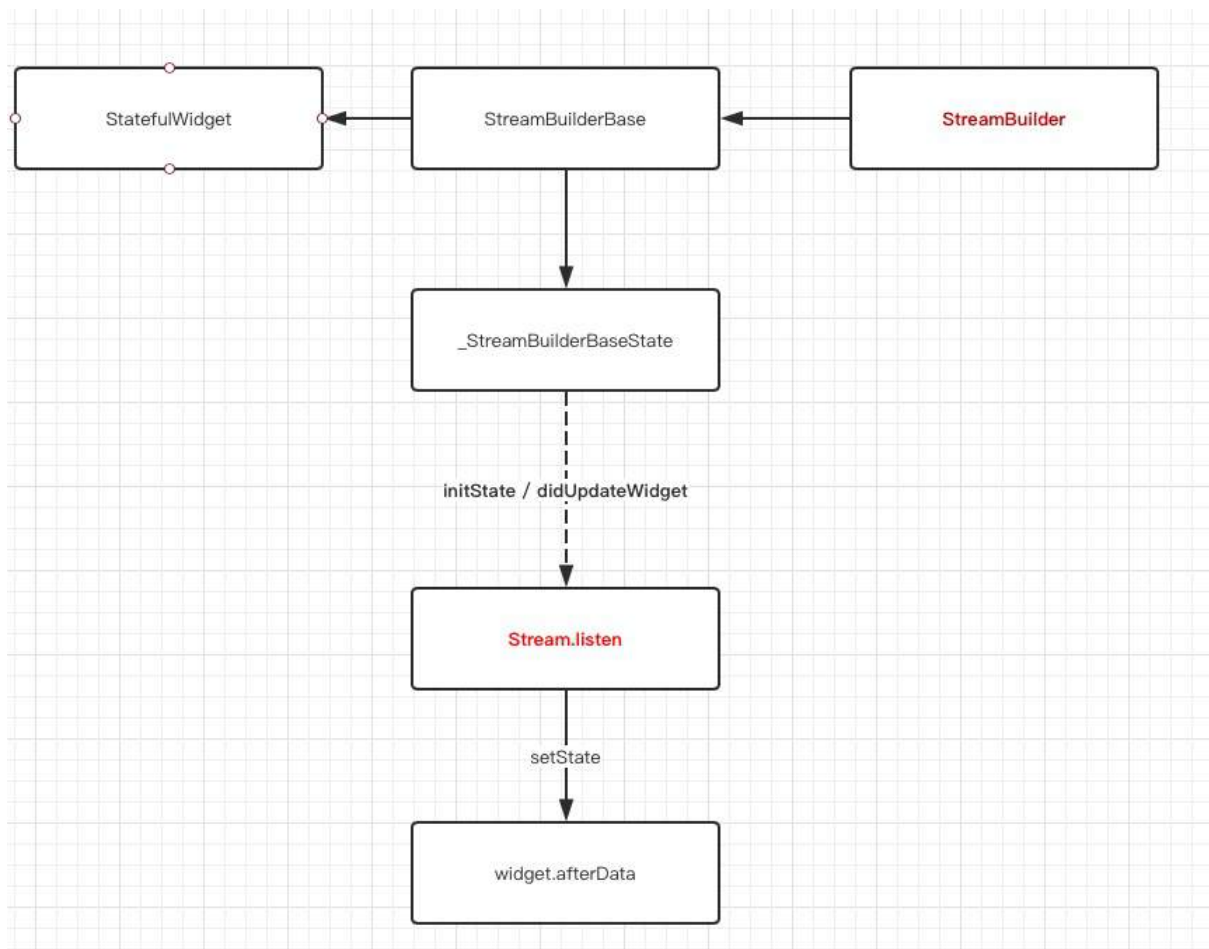 StatefulWidget
StreamBuilderBase
StreamBuilder
_StreamBuilderBaseState
initState / didUpdateWidget
Stream.listen
setState
widget.afterData